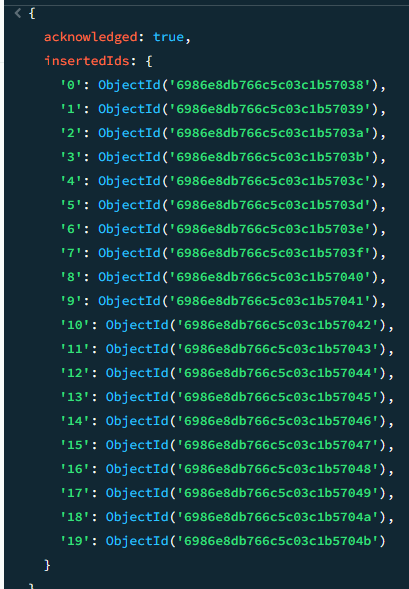 < {
acknowledged: true,
insertedIds: {
'0': ObjectId('6986e8db766c5c03c1b57038'),
'1': ObjectId('6986e8db766c5c03c1b57039'),
'2': ObjectId('6986e8db766c5c03c1b5703a'),
'3': ObjectId('6986e8db766c5c03c1b5703b'),
'4': ObjectId('6986e8db766c5c03c1b5703c'),
'5': ObjectId('6986e8db766c5c03c1b5703d'),
'6': ObjectId('6986e8db766c5c03c1b5703e'),
'7': ObjectId('6986e8db766c5c03c1b5703f'),
'8': ObjectId('6986e8db766c5c03c1b57040'),
'9': ObjectId('6986e8db766c5c03c1b57041'),
'10': ObjectId('6986e8db766c5c03c1b57042'),
'11': ObjectId('6986e8db766c5c03c1b57043'),
'12': ObjectId('6986e8db766c5c03c1b57044'),
'13': ObjectId('6986e8db766c5c03c1b57045'),
'14': ObjectId('6986e8db766c5c03c1b57046'),
'15': ObjectId('6986e8db766c5c03c1b57047'),
'16': ObjectId('6986e8db766c5c03c1b57048'),
'17': ObjectId('6986e8db766c5c03c1b57049'),
'18': ObjectId('6986e8db766c5c03c1b5704a'),
'19': ObjectId('6986e8db766c5c03c1b5704b')
}
}